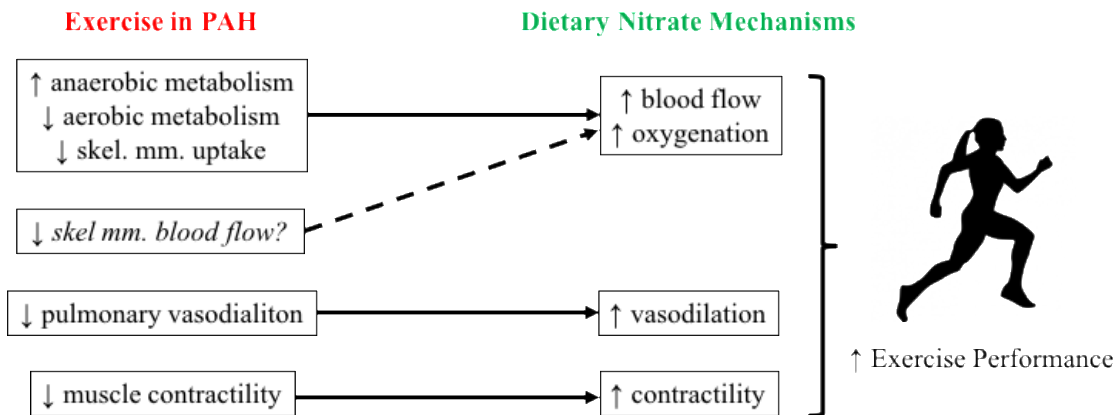 Exercise in PAH
Dietary Nitrate Mechanisms
↑ anaerobic metabolism
↓ aerobic metabolism
↓ skel. mm. uptake
↑ blood flow
↑ oxygenation
↓ skel mm. blood flow?
↓ pulmonary vasodialiton
↑ vasodilation
↑ Exercise Performance
↓ muscle contractility
↑ contractility